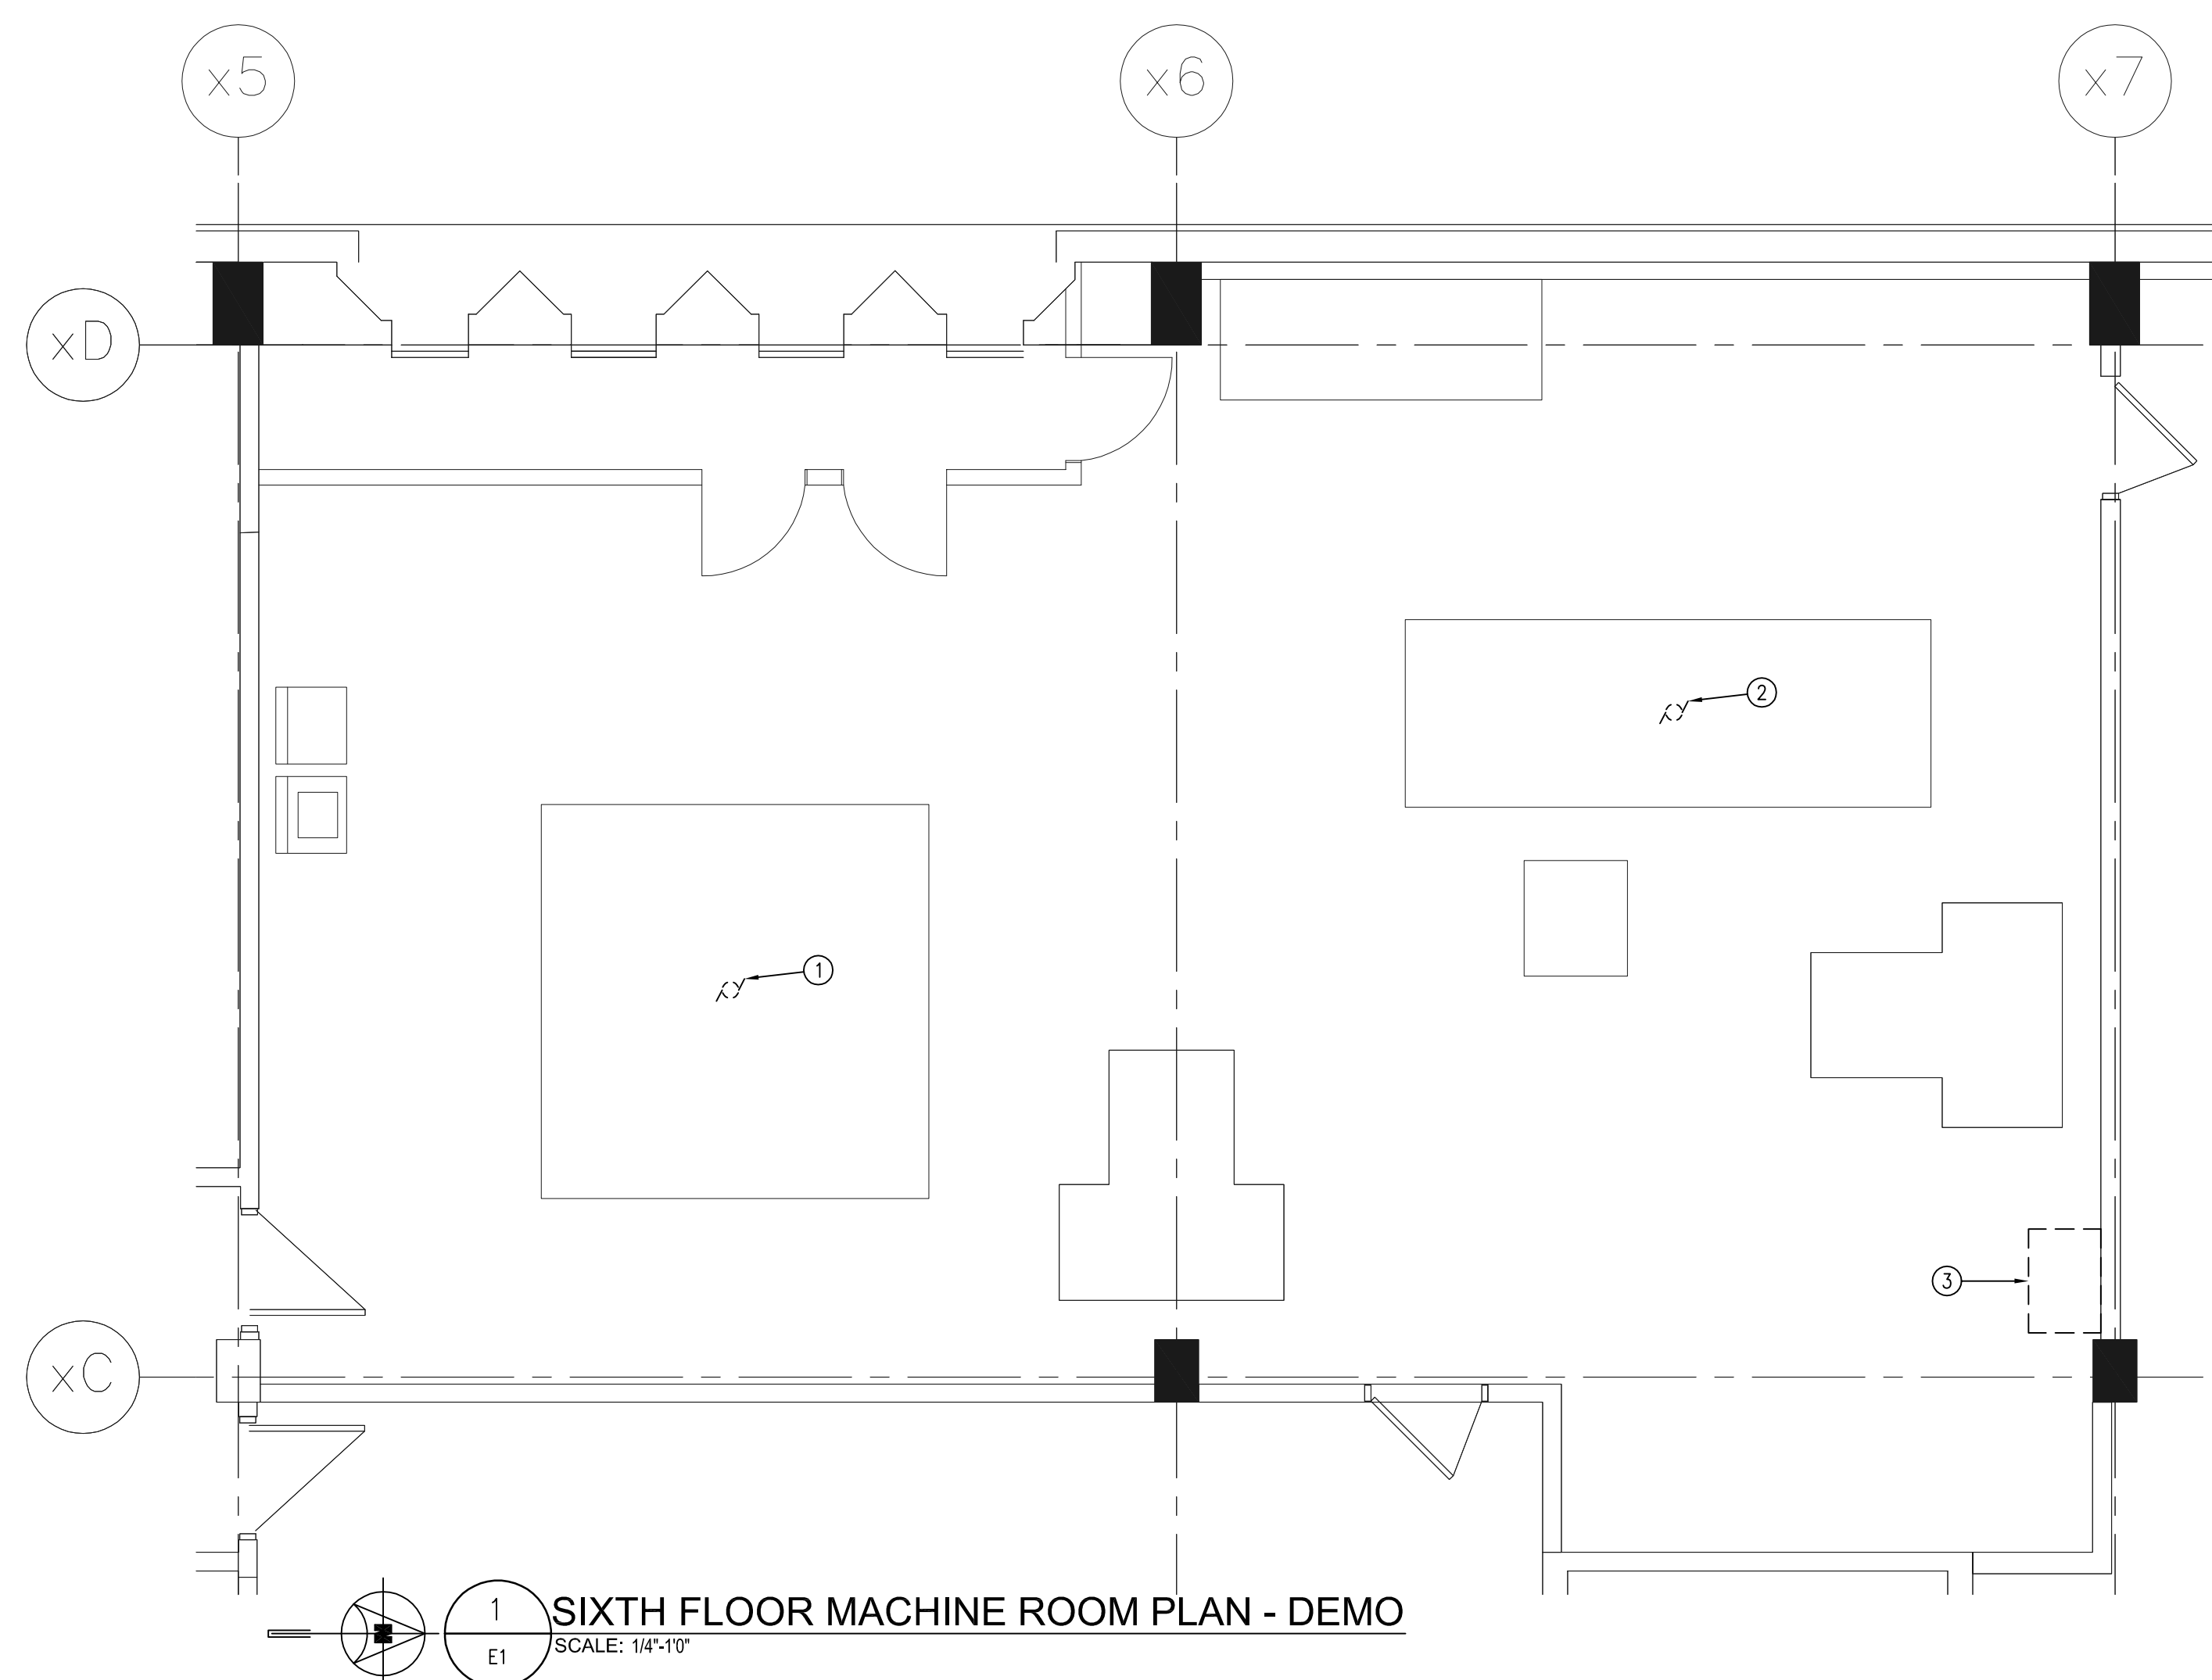 x5
x6
x7
xD
2
1
3
xC
1
SIXTH FLOOR MACHINE ROOM PLAN - DEMO
SCALE: 1/4"-1'0"
E1